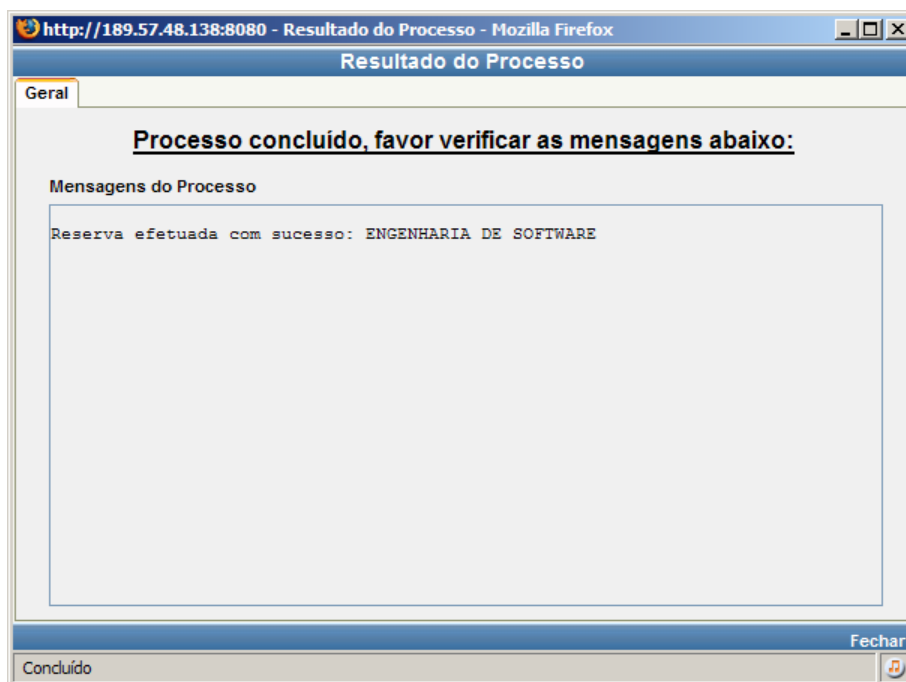 http://189.57.48.138:8080 - Resultado do Processo - Mozilla Firefox
Resultado do Processo
Geral
Processo concluído, favor verificar as mensagens abaixo:
Mensagens do Processo
Reserva efetuada com sucesso: ENGENHARIA DE SOFTWARE
Fechar
Concluído